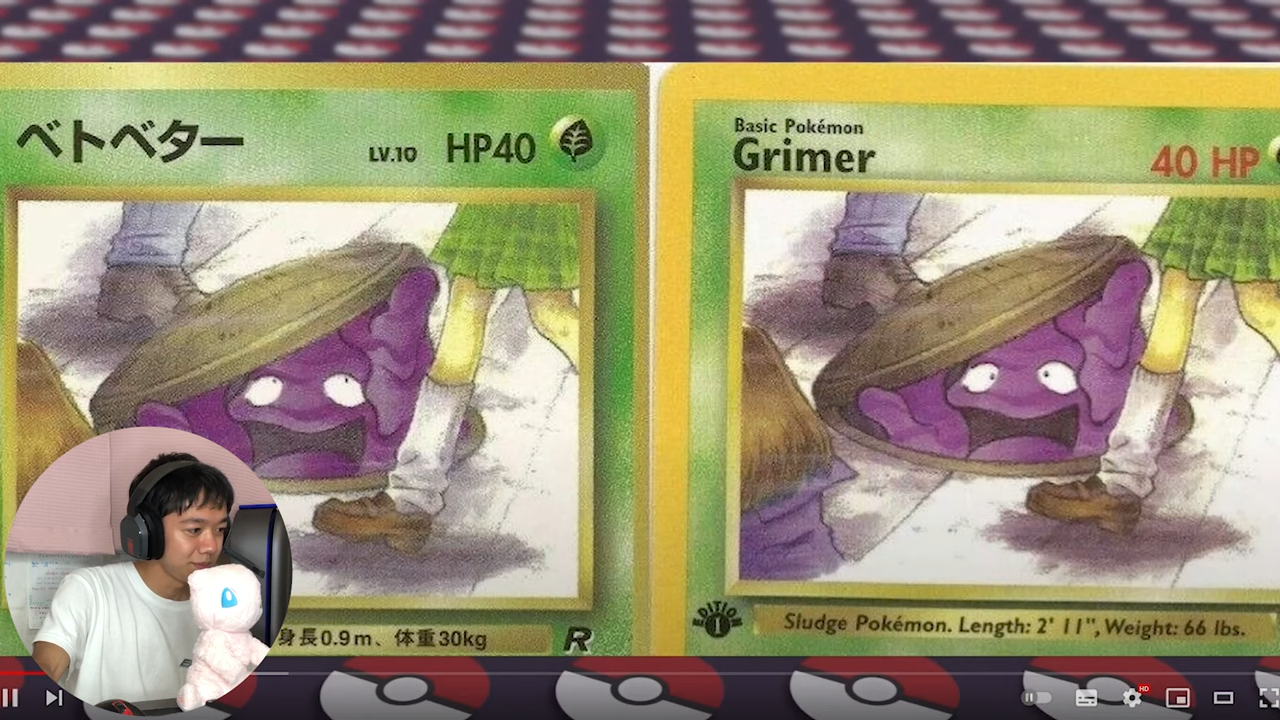 ベトベター
LV.10 HP40
身長0.9m、体重30kg
R
Basic Pokémon
Grimer
40 HP
EDITION
1
Sludge Pokémon. Length: 2' 11", Weight: 66 lbs.
HD